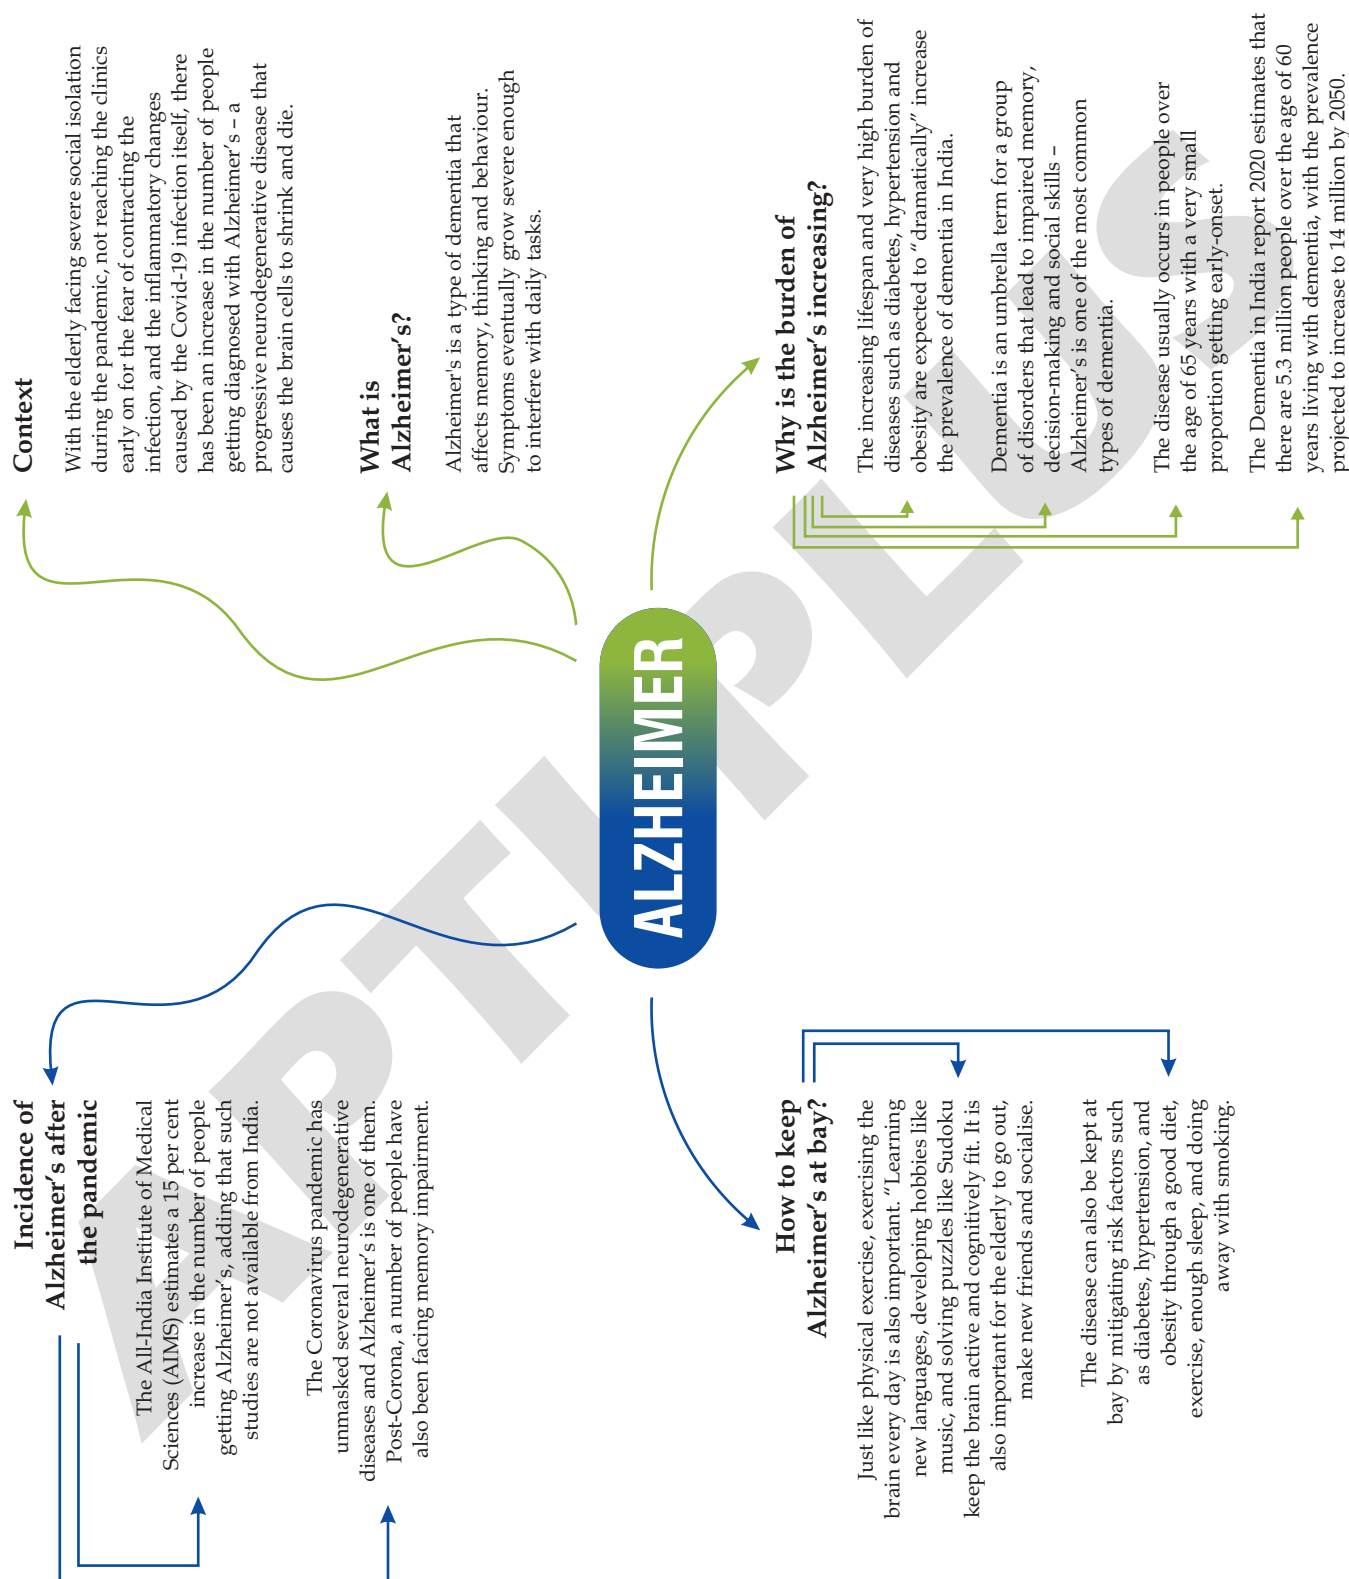 Incidence of
Alzheimer's after
the pandemic
The All-India Institute of Medical
Sciences (AIMS) estimates a 15 per cent
increase in the number of people
getting Alzheimer's, adding that such
studies are not available from India.
The Coronavirus pandemic has
unmasked several neurodegenerative
diseases and Alzheimer's is one of them.
Post-Corona, a number of people have
also been facing memory impairment.
How to keep
Alzheimer's at bay?
Just like physical exercise, exercising the
brain every day is also important. "Learning
new languages, developing hobbies like
music, and solving puzzles like Sudoku
keep the brain active and cognitively fit. It is
also important for the elderly to go out,
make new friends and socialise.
The disease can also be kept at
bay by mitigating risk factors such
as diabetes, hypertension, and
obesity through a good diet,
exercise, enough sleep, and doing
away with smoking.
ALZHEIMER
Context
With the elderly facing severe social isolation
during the pandemic, not reaching the clinics
early on for the fear of contracting the
infection, and the inflammatory changes
caused by the Covid-19 infection itself, there
has been an increase in the number of people
getting diagnosed with Alzheimer's – a
progressive neurodegenerative disease that
causes the brain cells to shrink and die.
What is
Alzheimer's?
Alzheimer's is a type of dementia that
affects memory, thinking and behaviour.
Symptoms eventually grow severe enough
to interfere with daily tasks.
Why is the burden of
Alzheimer's increasing?
The increasing lifespan and very high burden of
diseases such as diabetes, hypertension and
obesity are expected to "dramatically" increase
the prevalence of dementia in India.
Dementia is an umbrella term for a group
of disorders that lead to impaired memory,
decision-making and social skills –
Alzheimer's is one of the most common
types of dementia.
The disease usually occurs in people over
the age of 65 years with a very small
proportion getting early-onset.
The Dementia in India report 2020 estimates that
there are 5.3 million people over the age of 60
years living with dementia, with the prevalence
projected to increase to 14 million by 2050.
APTI PLUS